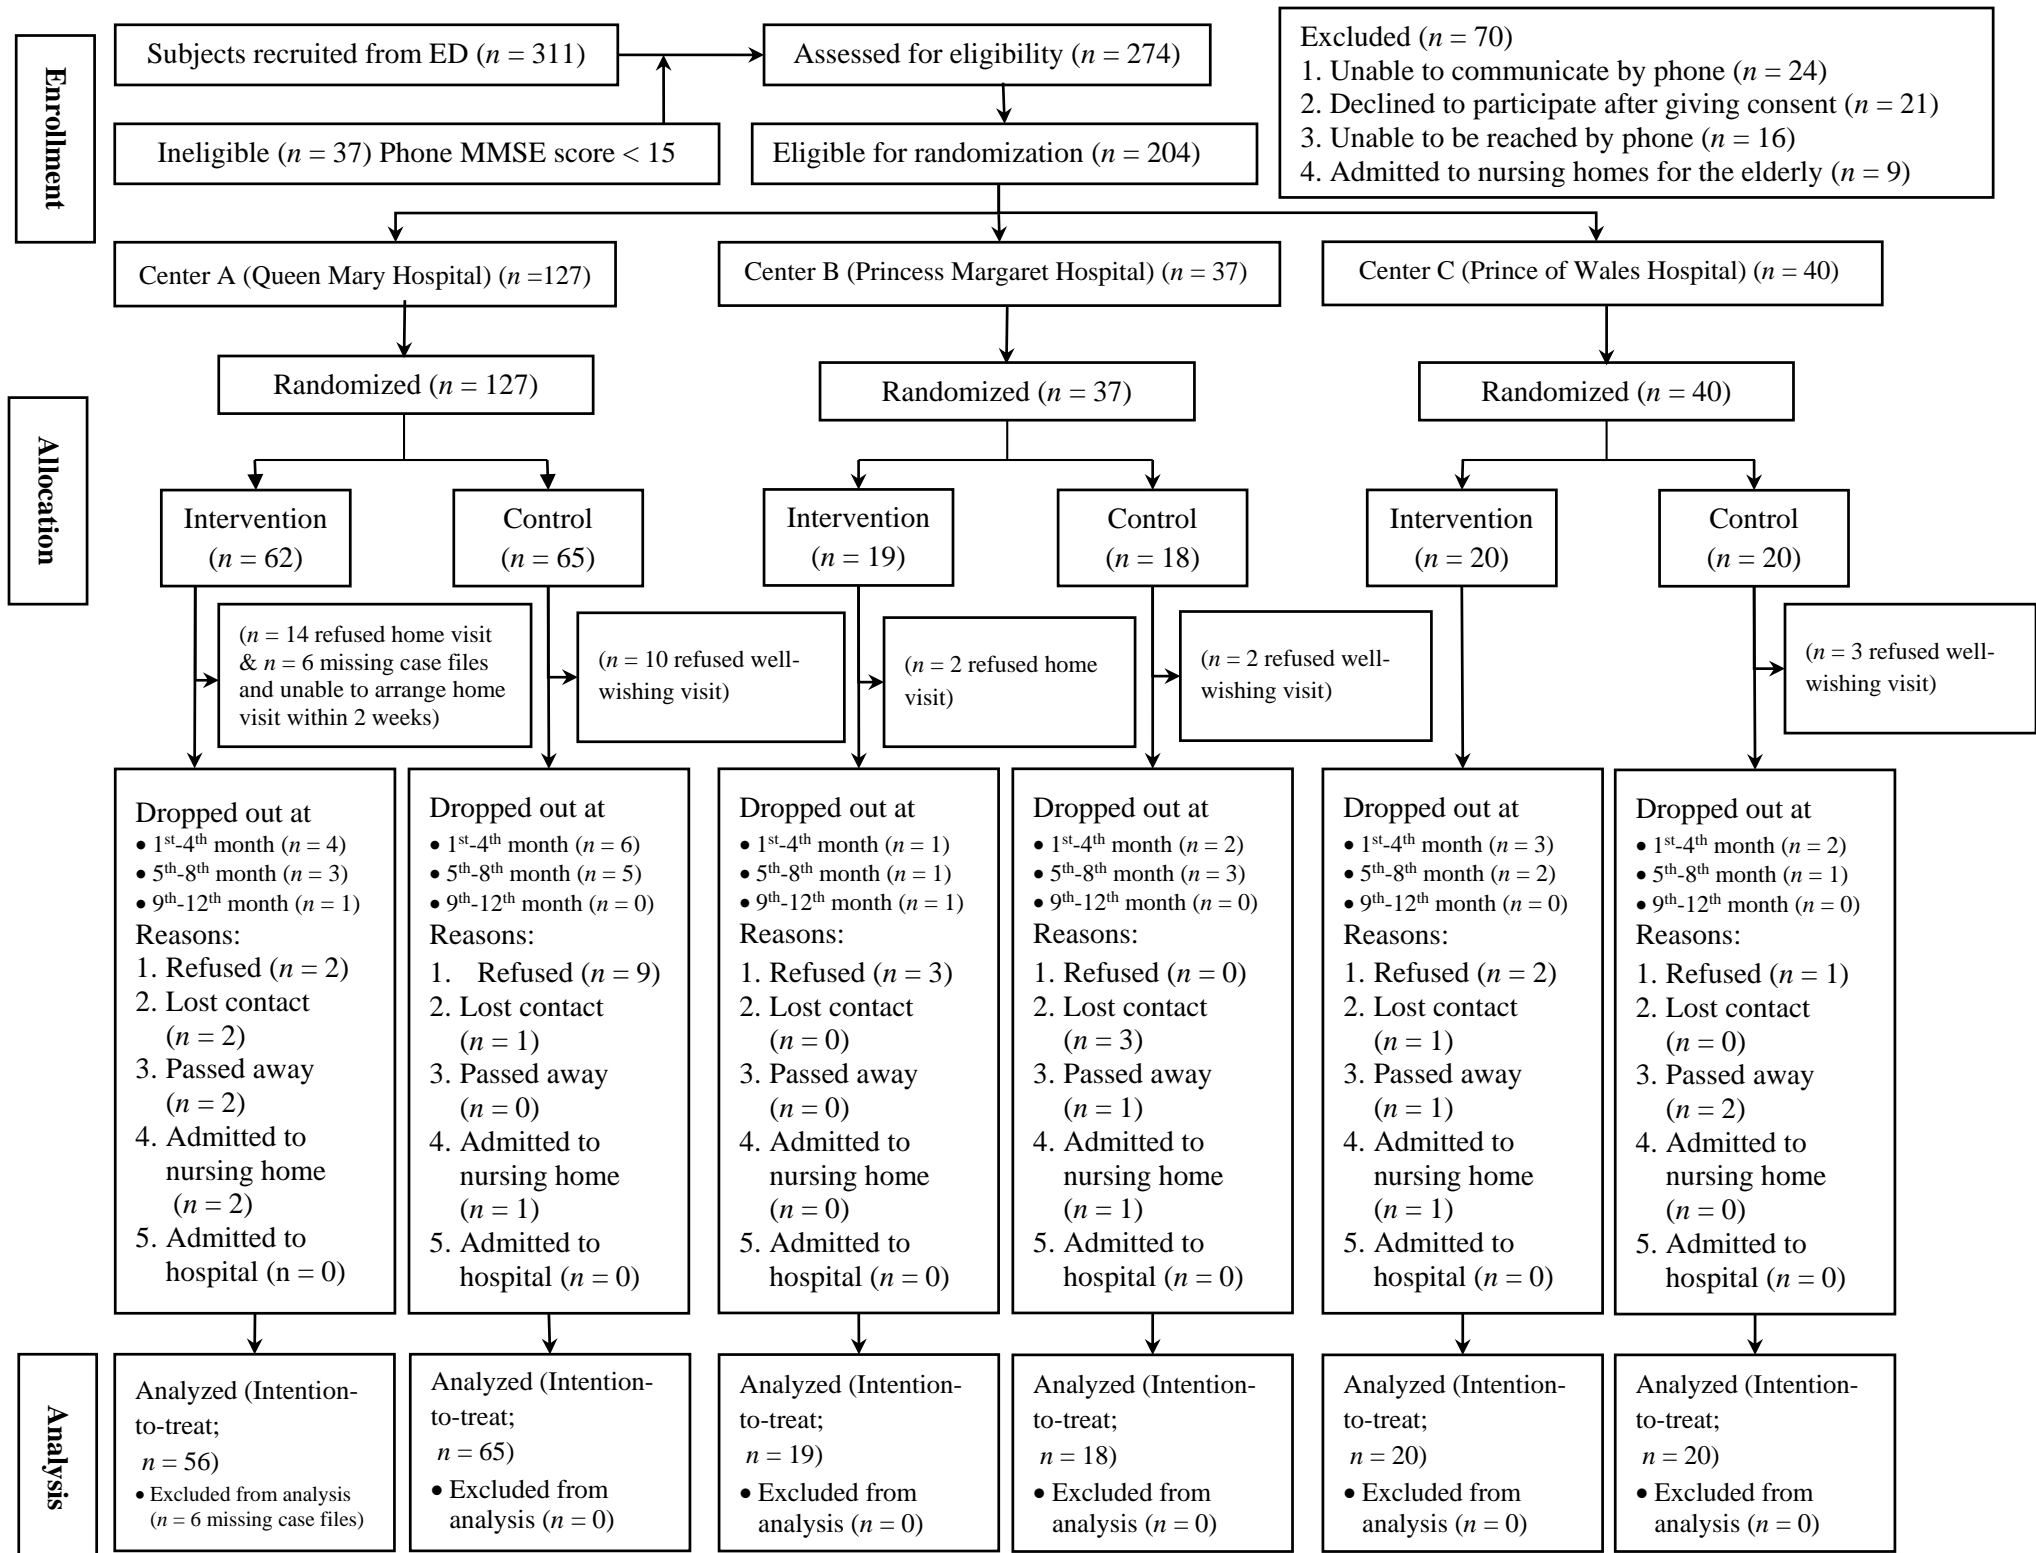 Enrollment
Subjects recruited from ED (n = 311)
Assessed for eligibility (n = 274)
Excluded (n = 70)
1. Unable to communicate by phone (n = 24)
2. Declined to participate after giving consent (n = 21)
3. Unable to be reached by phone (n = 16)
4. Admitted to nursing homes for the elderly (n = 9)
Ineligible (n = 37) Phone MMSE score < 15
Eligible for randomization (n = 204)
Center A (Queen Mary Hospital) (n =127)
Center B (Princess Margaret Hospital) (n = 37)
Center C (Prince of Wales Hospital) (n = 40)
Randomized (n = 127)
Randomized (n = 37)
Randomized (n = 40)
Allocation
Intervention
(n = 62)
Control
(n = 65)
Intervention
(n = 19)
Control
(n = 18)
Intervention
(n = 20)
Control
(n = 20)
(n = 14 refused home visit
& n = 6 missing case files
and unable to arrange home
visit within 2 weeks)
(n = 10 refused well-
wishing visit)
(n = 2 refused home
visit)
(n = 2 refused well-
wishing visit)
(n = 3 refused well-
wishing visit)
Dropped out at
• 1st-4th month (n = 4)
• 5th-8th month (n = 3)
• 9th-12th month (n = 1)
Reasons:
1. Refused (n = 2)
2. Lost contact
(n = 2)
3. Passed away
(n = 2)
4. Admitted to
nursing home
(n = 2)
5. Admitted to
hospital (n = 0)
Dropped out at
• 1st-4th month (n = 6)
• 5th-8th month (n = 5)
• 9th-12th month (n = 0)
Reasons:
1. Refused (n = 9)
2. Lost contact
(n = 1)
3. Passed away
(n = 0)
4. Admitted to
nursing home
(n = 1)
5. Admitted to
hospital (n = 0)
Dropped out at
• 1st-4th month (n = 1)
• 5th-8th month (n = 1)
• 9th-12th month (n = 1)
Reasons:
1. Refused (n = 3)
2. Lost contact
(n = 0)
3. Passed away
(n = 0)
4. Admitted to
nursing home
(n = 0)
5. Admitted to
hospital (n = 0)
Dropped out at
• 1st-4th month (n = 2)
• 5th-8th month (n = 3)
• 9th-12th month (n = 0)
Reasons:
1. Refused (n = 0)
2. Lost contact
(n = 3)
3. Passed away
(n = 1)
4. Admitted to
nursing home
(n = 1)
5. Admitted to
hospital (n = 0)
Dropped out at
• 1st-4th month (n = 3)
• 5th-8th month (n = 2)
• 9th-12th month (n = 0)
Reasons:
1. Refused (n = 2)
2. Lost contact
(n = 1)
3. Passed away
(n = 1)
4. Admitted to
nursing home
(n = 1)
5. Admitted to
hospital (n = 0)
Dropped out at
• 1st-4th month (n = 2)
• 5th-8th month (n = 1)
• 9th-12th month (n = 0)
Reasons:
1. Refused (n = 1)
2. Lost contact
(n = 0)
3. Passed away
(n = 2)
4. Admitted to
nursing home
(n = 0)
5. Admitted to
hospital (n = 0)
Analysis
Analyzed (Intention-
to-treat;
n = 56)
• Excluded from analysis
(n = 6 missing case files)
Analyzed (Intention-
to-treat;
n = 65)
• Excluded from
analysis (n = 0)
Analyzed (Intention-
to-treat;
n = 19)
• Excluded from
analysis (n = 0)
Analyzed (Intention-
to-treat;
n = 18)
• Excluded from
analysis (n = 0)
Analyzed (Intention-
to-treat;
n = 20)
• Excluded from
analysis (n = 0)
Analyzed (Intention-
to-treat;
n = 20)
• Excluded from
analysis (n = 0)